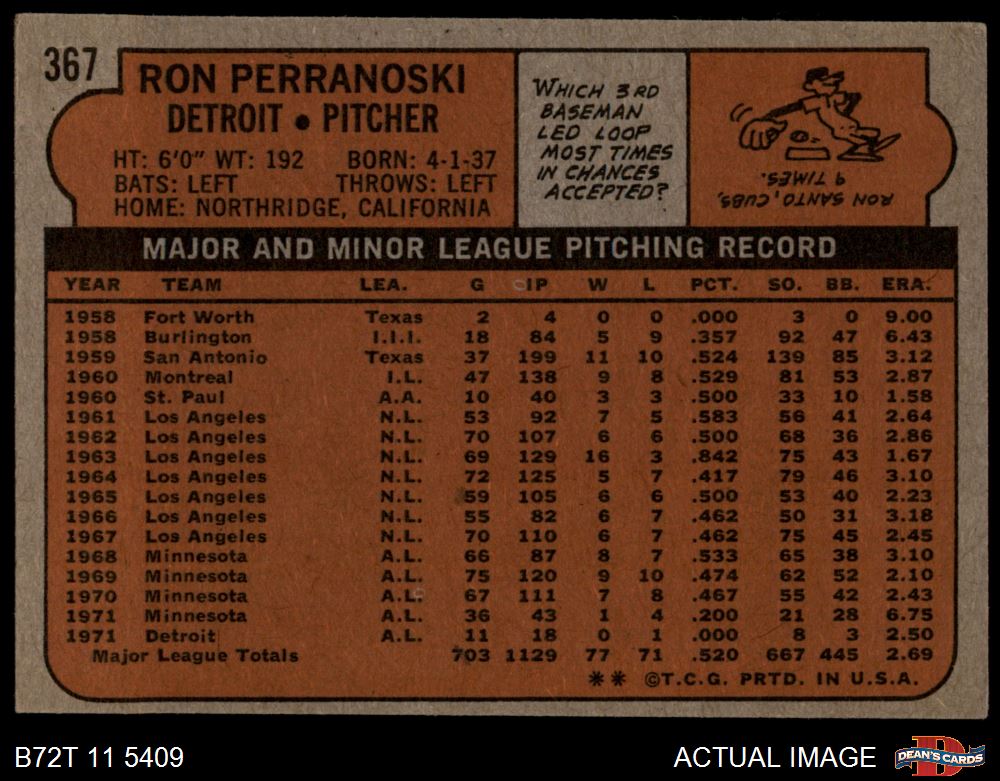 367
RON PERRANOSKI
DETROIT • PITCHER
HT: 6'0" WT: 192 BORN: 4-1-37
BATS: LEFT THROWS: LEFT
HOME: NORTHRIDGE, CALIFORNIA
WHICH 3RD
BASEMAN
LED LOOP
MOST TIMES
IN CHANCES
ACCEPTED?
RON SANTO, CUBS,
9 TIMES.
MAJOR AND MINOR LEAGUE PITCHING RECORD
YEAR TEAM LEA. G IP W L PCT. SO. BB. ERA.
1958 Fort Worth Texas 2 4 0 0 .000 3 0 9.00
1958 Burlington I.I.I. 18 84 5 9 .357 92 47 6.43
1959 San Antonio Texas 37 199 11 10 .524 139 85 3.12
1960 Montreal I.L. 47 138 9 8 .529 81 53 2.87
1960 St. Paul A.A. 10 40 3 3 .500 33 10 1.58
1961 Los Angeles N.L. 53 92 7 5 .583 56 41 2.64
1962 Los Angeles N.L. 70 107 6 6 .500 68 36 2.86
1963 Los Angeles N.L. 69 129 16 3 .842 75 43 1.67
1964 Los Angeles N.L. 72 125 5 7 .417 79 46 3.10
1965 Los Angeles N.L. 59 105 6 6 .500 53 40 2.23
1966 Los Angeles N.L. 55 82 6 7 .462 50 31 3.18
1967 Los Angeles N.L. 70 110 6 7 .462 75 45 2.45
1968 Minnesota A.L. 66 87 8 7 .533 65 38 3.10
1969 Minnesota A.L. 75 120 9 10 .474 62 52 2.10
1970 Minnesota A.L. 67 111 7 8 .467 55 42 2.43
1971 Minnesota A.L. 36 43 1 4 .200 21 28 6.75
1971 Detroit A.L. 11 18 0 1 .000 8 3 2.50
Major League Totals 703 1129 77 71 .520 667 445 2.69
** ©T.C.G. PRTD. IN U.S.A.
B72T 11 5409
ACTUAL IMAGE
D
DEAN'S CARDS